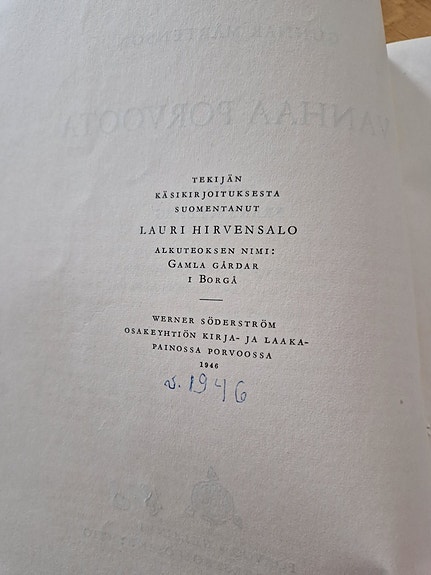 TEKIJÄN
KÄSIKIRJOITUKSESTA
SUOMENTANUT
LAURI HIRVENSALO
ALKUTEOKSEN NIMI:
GAMLA GÅRDAR
I BORGÅ
WERNER SÖDERSTRÖM
OSAKEYHTIÖN KIRJA- JA LAAKA-
PAINOSSA PORVOOSSA
1946
v. 1946